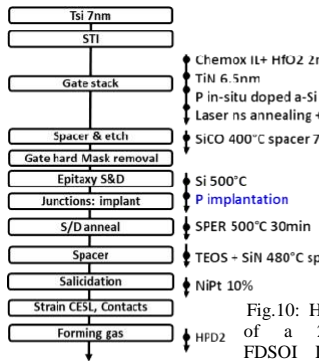 Tsi 7nm
STI
Chemox IL+ HfO2
Gate stack
TiN 6.5nm
P in-situ doped a-Si
Laser ns annealing +
Spacer & etch
SiCO 400°C spacer 7
Gate hard Mask removal
Epitaxy S&D
Si 500°C
Junctions: implant
P implantation
S/D anneal
SPER 500°C 30min
Spacer
TEOS + SiN 480°C
Salicidation
NiPt 10%
Strain CESL, Contacts
Fig.10:
Forming gas
HPD2
of a
FDSOI